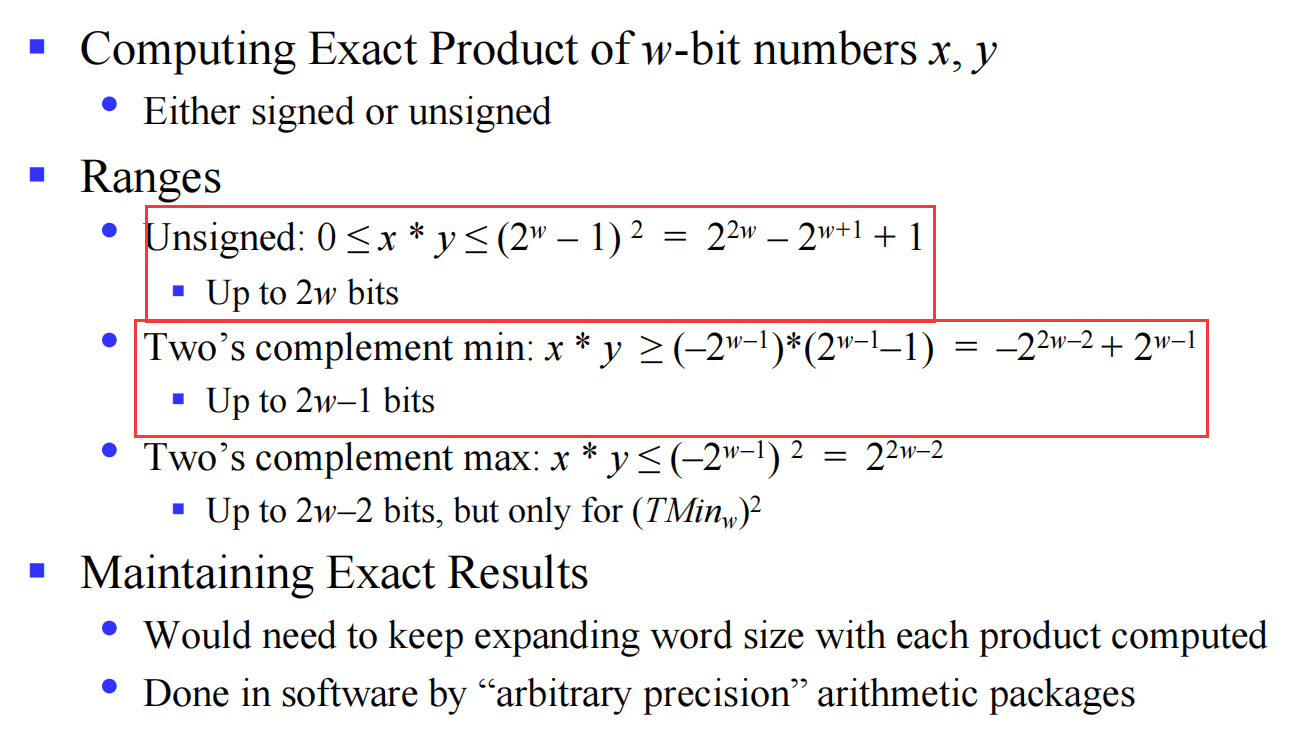 Computing Exact Product of w-bit numbers x, y
Either signed or unsigned
Ranges
Unsigned: 0 ≤ x * y ≤ (2^w – 1)^2 = 2^{2w} – 2^{w+1} + 1
Up to 2w bits
Two’s complement min: x * y ≥ (–2^{w–1})*(2^{w–1}–1) = –2^{2w–2} + 2^{w–1}
Up to 2w–1 bits
Two’s complement max: x * y ≤ (–2^{w–1})^2 = 2^{2w–2}
Up to 2w–2 bits, but only for (TMin_w)^2
Maintaining Exact Results
Would need to keep expanding word size with each product computed
Done in software by “arbitrary precision” arithmetic packages